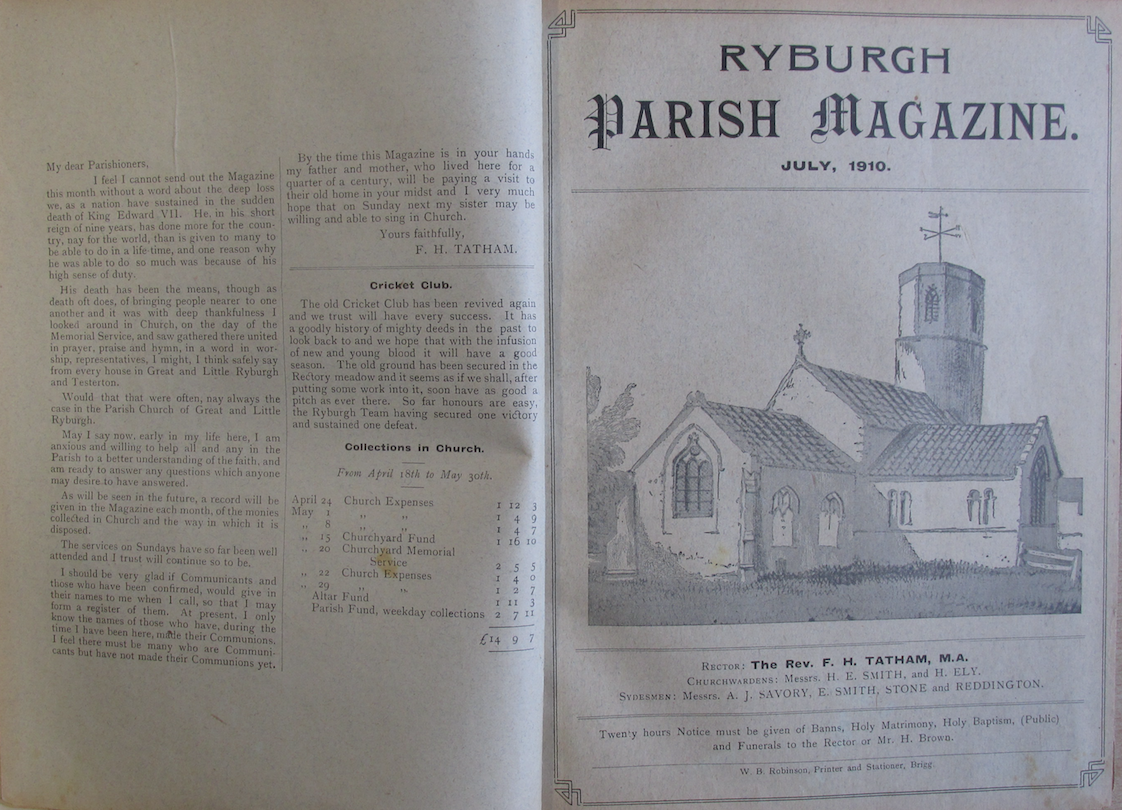 My dear Parishioners,
I feel I cannot send out the Magazine
this month without a word about the deep loss
we, as a nation have sustained in the sudden
death of King Edward VII. He, in his short
reign of nine years, has done more for the coun-
try, nay for the world, than is given to many to
be able to do in a life-time, and one reason why
he was able to do so much was because of his
high sense of duty.
His death has been the means, though as
death oft does, of bringing people nearer to one
another and it was with deep thankfulness I
looked around in Church, on the day of the
Memorial Service, and saw gathered there united
in prayer, praise and hymn, in a word in wor-
ship, representatives, I might, I think safely say
from every house in Great and Little Ryburgh
and Testerton.
Would that that were often, nay always the
case in the Parish Church of Great and Little
Ryburgh.
May I say now, early in my life here, I am
anxious and willing to help all and any in the
Parish to a better understanding of the faith, and
am ready to answer any questions which anyone
may desire to have answered.
As will be seen in the future, a record will be
given in the Magazine each month, of the monies
collected in Church and the way in which it is
disposed.
The services on Sundays have so far been well
attended and I trust will continue so to be.
I should be very glad if Communicants and
those who have been confirmed, would give in
their names to me when I call, so that I may
form a register of them. At present, I only
know the names of those who have, during the
time I have been here, made their Communions.
I feel there must be many who are Communi-
cants but have not made their Communions yet.
By the time this Magazine is in your hands
my father and mother, who lived here for a
quarter of a century, will be paying a visit to
their old home in your midst and I very much
hope that on Sunday next my sister may be
willing and able to sing in Church.
Yours faithfully,
F. H. TATHAM.
Cricket Club.
The old Cricket Club has been revived again
and we trust will have every success. It has
a goodly history of mighty deeds in the past to
look back to and we hope that with the infusion
of new and young blood it will have a good
season. The old ground has been secured in the
Rectory meadow and it seems as if we shall, after
putting some work into it, soon have as good a
pitch as ever there. So far honours are easy,
the Ryburgh Team having secured one victory
and sustained one defeat.
Collections in Church.
From April 18th to May 30th.
April 24 Church Expenses 1 12 3
May 1 ,, ,, 1 4 9
,, 8 ,, ,, 1 4 7
,, 15 Churchyard Fund 1 16 10
,, 20 Churchyard Memorial
Service 2 5 5
,, 22 Church Expenses 1 4 0
,, 29 ,, ,, 1 2 7
Altar Fund 1 11 3
Parish Fund, weekday collections 2 7 11
£14 9 7
RYBURGH
PARISH MAGAZINE.
JULY, 1910.
RECTOR: The Rev. F. H. TATHAM, M.A.
CHURCHWARDENS: Messrs. H. E. SMITH, and H. ELY.
SYDESMEN: Messrs. A. J. SAVORY, E. SMITH, STONE and REDDINGTON.
Twen'y hours Notice must be given of Banns, Holy Matrimony, Holy Baptism, (Public)
and Funerals to the Rector or Mr. H. Brown.
W. B. Robinson, Printer and Stationer, Brigg.